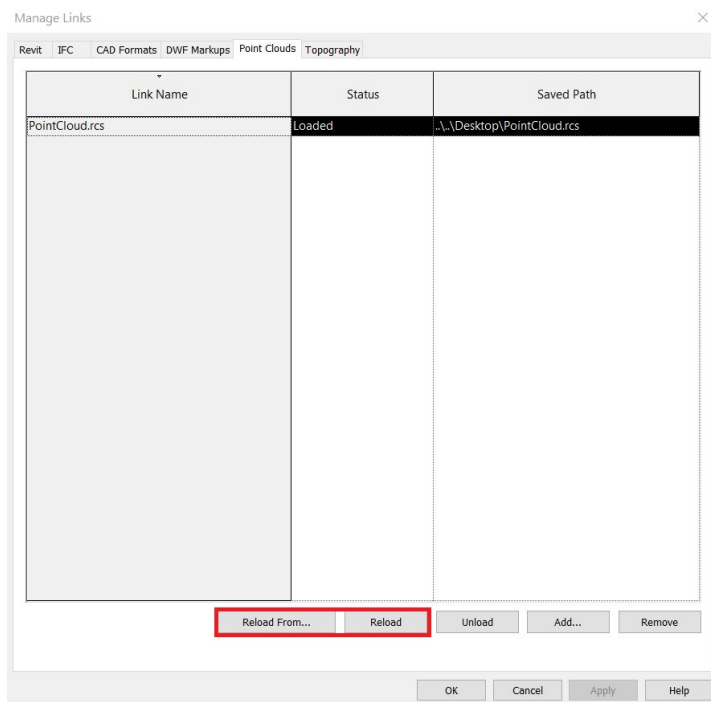 Manage Links
Revit IFC CAD Formats DWF Markups Point Clouds Topography
Link Name Status Saved Path
PointCloud.rcs Loaded ..\..\Desktop\PointCloud.rcs
Reload From... Reload Unload Add... Remove
OK Cancel Apply Help